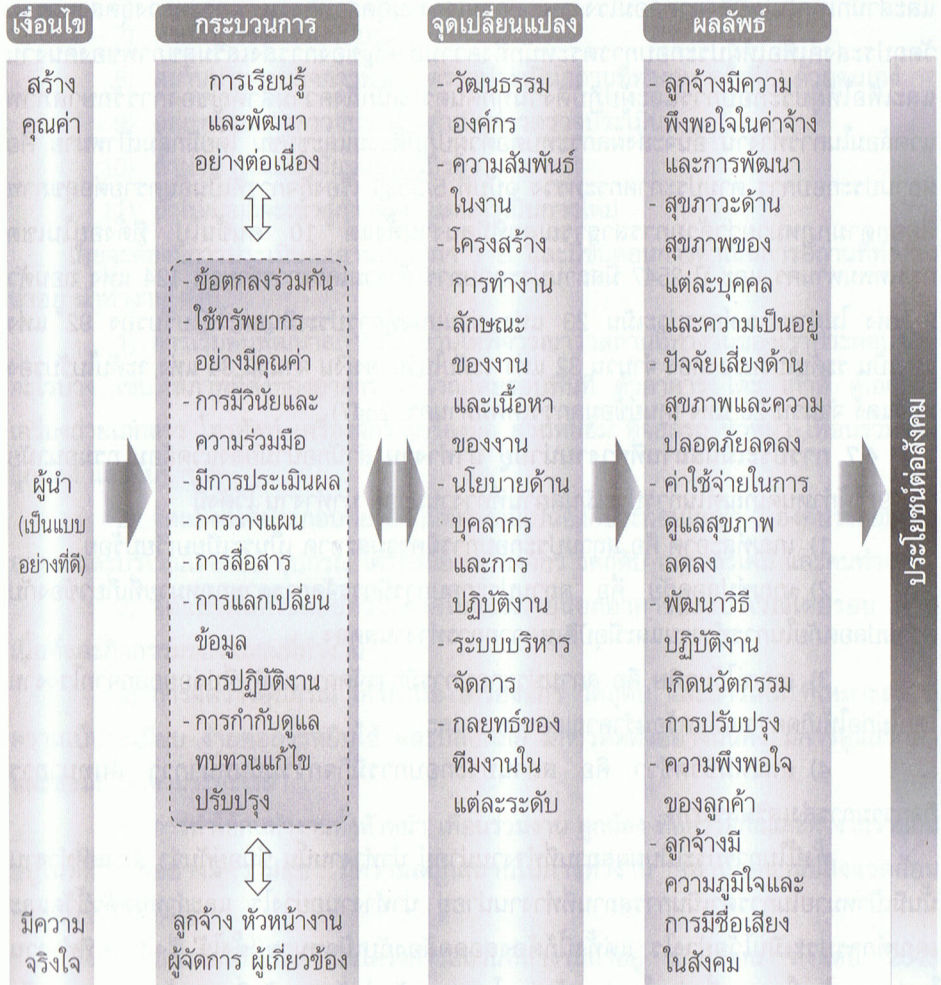 เงื่อนไข
สร้าง
คุณค่า
ผู้นำ
(เป็นแบบ
อย่างที่ดี)
มีความ
จริงใจ
กระบวนการ
การเรียนรู้
และพัฒนา
อย่างต่อเนื่อง
- ข้อตกลงร่วมกัน
ใช้ทรัพยากร
อย่างมีคุณค่า
- การมีวินัยและ
ความร่วมมือ
- มีการประเมินผล
- การวางแผน
- การสื่อสาร
- การแลกเปลี่ยน
ข้อมูล
- การปฏิบัติงาน
- การกำกับดูแล
ทบทวนแก้ไข
ปรับปรุง
ลูกจ้าง หัวหน้างาน
ผู้จัดการ ผู้เกี่ยวข้อง
จุดเปลี่ยนแปลง
- วัฒนธรรม
องค์กร
- ความสัมพันธ์
ในงาน
- โครงสร้าง
การทำงาน
ลักษณะ
ของงาน
และเนื้อหา
ของงาน
- นโยบายด้าน
บุคลากร
และการ
ปฏิบัติงาน
- ระบบบริหาร
จัดการ
- กลยุทธ์ของ
ทีมงานใน
แต่ละระดับ
ผลลัพธ์
- ลูกจ้างมีความ
พึงพอใจในค่าจ้าง
และการพัฒนา
- สุขภาวะด้าน
สุขภาพของ
แต่ละบุคคล
และความเป็นอยู่
- ปัจจัยเสี่ยงด้าน
สุขภาพและความ
ปลอดภัยลดลง
- ค่าใช้จ่ายในการ
ดูแลสุขภาพ
ลดลง
- พัฒนาวิธี
ปฏิบัติงาน
เกิดนวัตกรรม
การปรับปรุง
- ความพึงพอใจ
ของลูกค้า
- ลูกจ้างมี
ความภูมิใจและ
การมีชื่อเสียง
ในสังคม
ประโยชน์ต่อสังคม